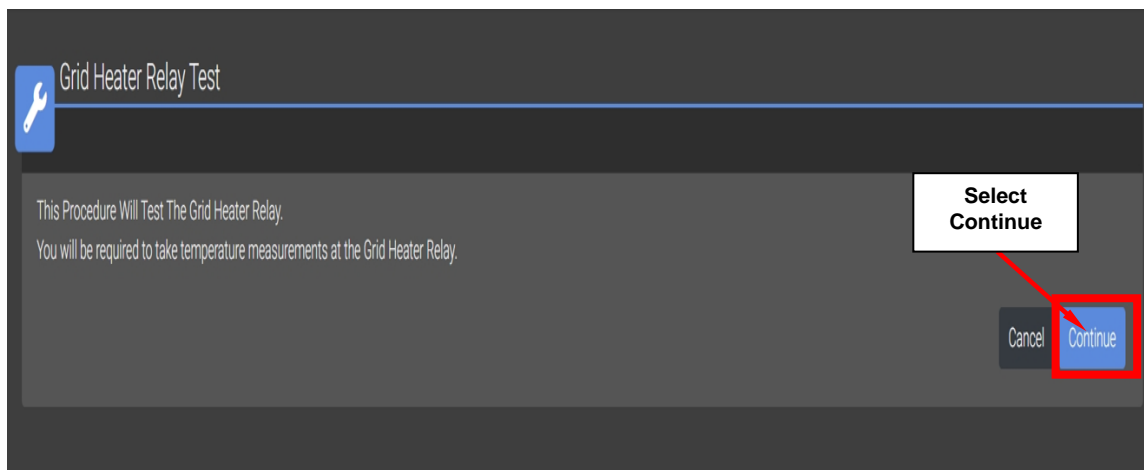 Grid Heater Relay Test
This Procedure Will Test The Grid Heater Relay.
You will be required to take temperature measurements at the Grid Heater Relay.
Select
Continue
Cancel Continue